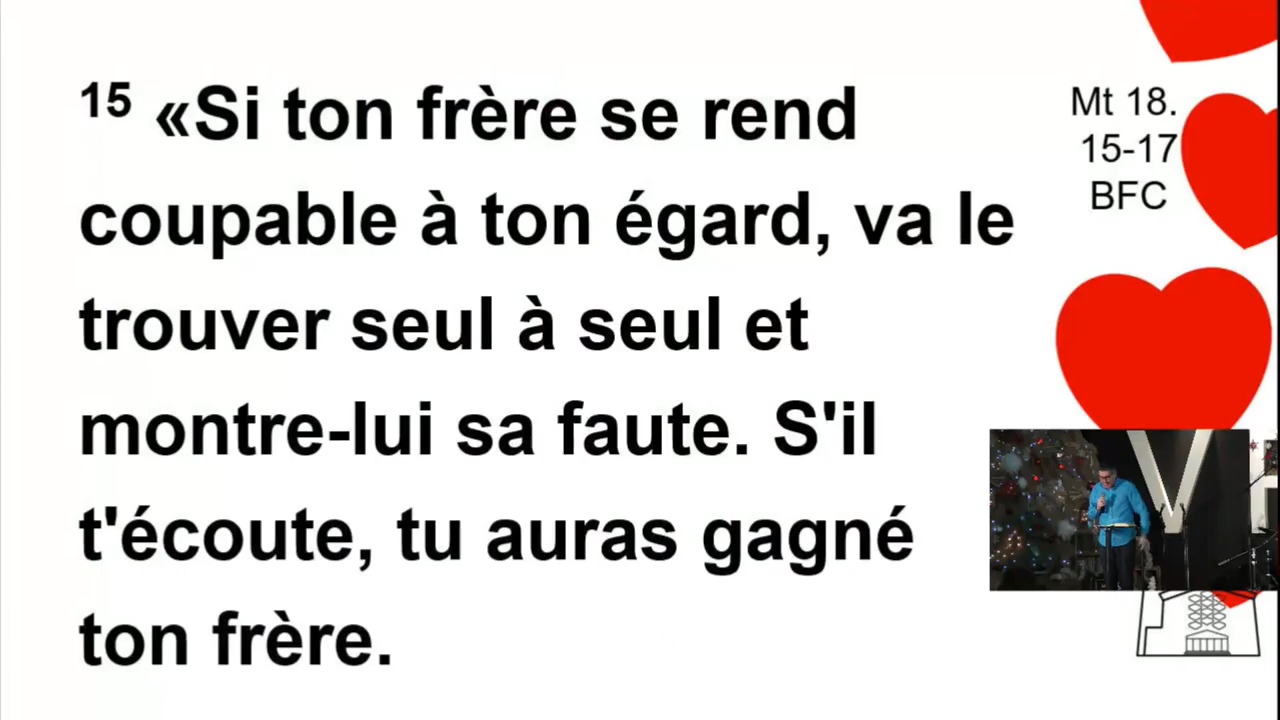 15 «Si ton frère se rend
coupable à ton égard, va le
trouver seul à seul et
montre-lui sa faute. S'il
t'écoute, tu auras gagné
ton frère.
Mt 18.
15-17
BFC
V